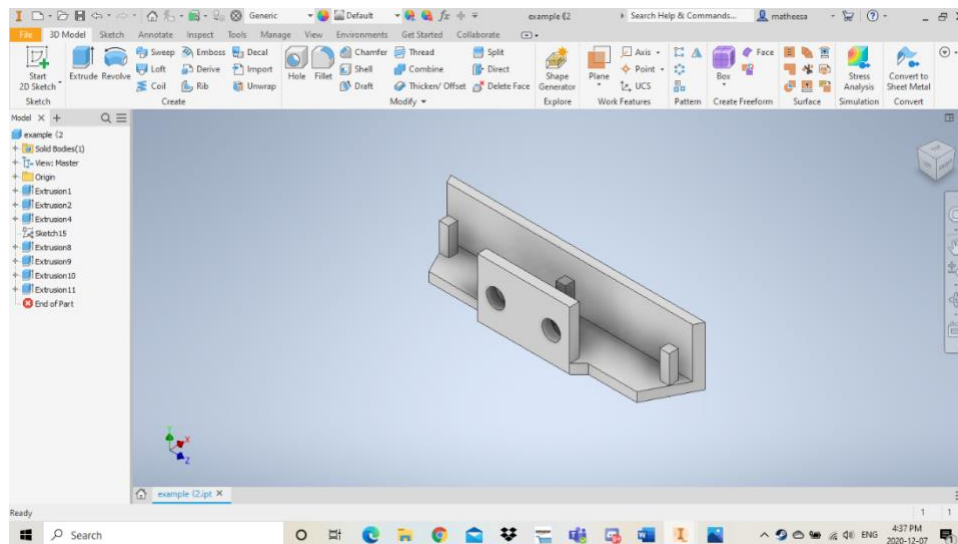 Generic Default fx example (2 Search Help & Commands... matheesa
File 3D Model Sketch Annotate Inspect Tools Manage View Environments Get Started Collaborate
Start 2D Sketch
Extrude Revolve
Sweep Emboss Decal
Loft Derive Import
Coil Rib Unwrap
Hole Fillet
Chamfer Thread Split
Shell Combine Direct
Draft Thicken/ Offset Delete Face
Shape Generator
Plane
Axis
Point
UCS
Box
Face
Stress Analysis
Convert to Sheet Metal
Sketch Create Modify Explore Work Features Pattern Create Freeform Surface Simulation Convert
Model
example (2
Solid Bodies(1)
View: Master
Origin
Extrusion1
Extrusion2
Extrusion4
Sketch15
Extrusion8
Extrusion9
Extrusion10
Extrusion11
End of Part
Y
X
Z
example (2.ipt
Ready 1 1
Search
ENG
4:37 PM
2020-12-07